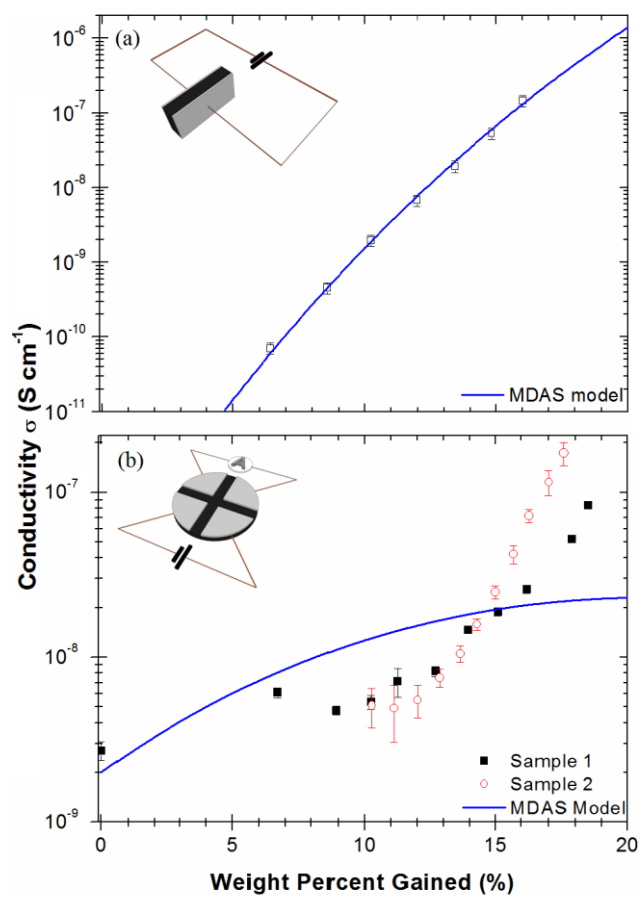 (a)
10⁻⁶
10⁻⁷
10⁻⁸
10⁻⁹
10⁻¹⁰
10⁻¹¹
MDAS model
Conductivity σ (S cm⁻¹)
(b)
A
10⁻⁷
10⁻⁸
10⁻⁹
Sample 1
Sample 2
MDAS Model
0 5 10 15 20
Weight Percent Gained (%)